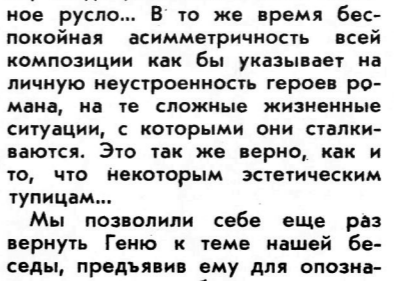 ное русло... В то же время бес-
покойная асимметричность всей
композиции как бы указывает на
личную неустроенность героев ро-
мана, на те сложные жизненные
ситуации, с которыми они сталки-
ваются. Это так же верно, как и
то, что некоторым эстетическим
тупицам...
Мы позволили себе еще раз
вернуть Геню к теме нашей бе-
седы, предъявив ему для опозна-